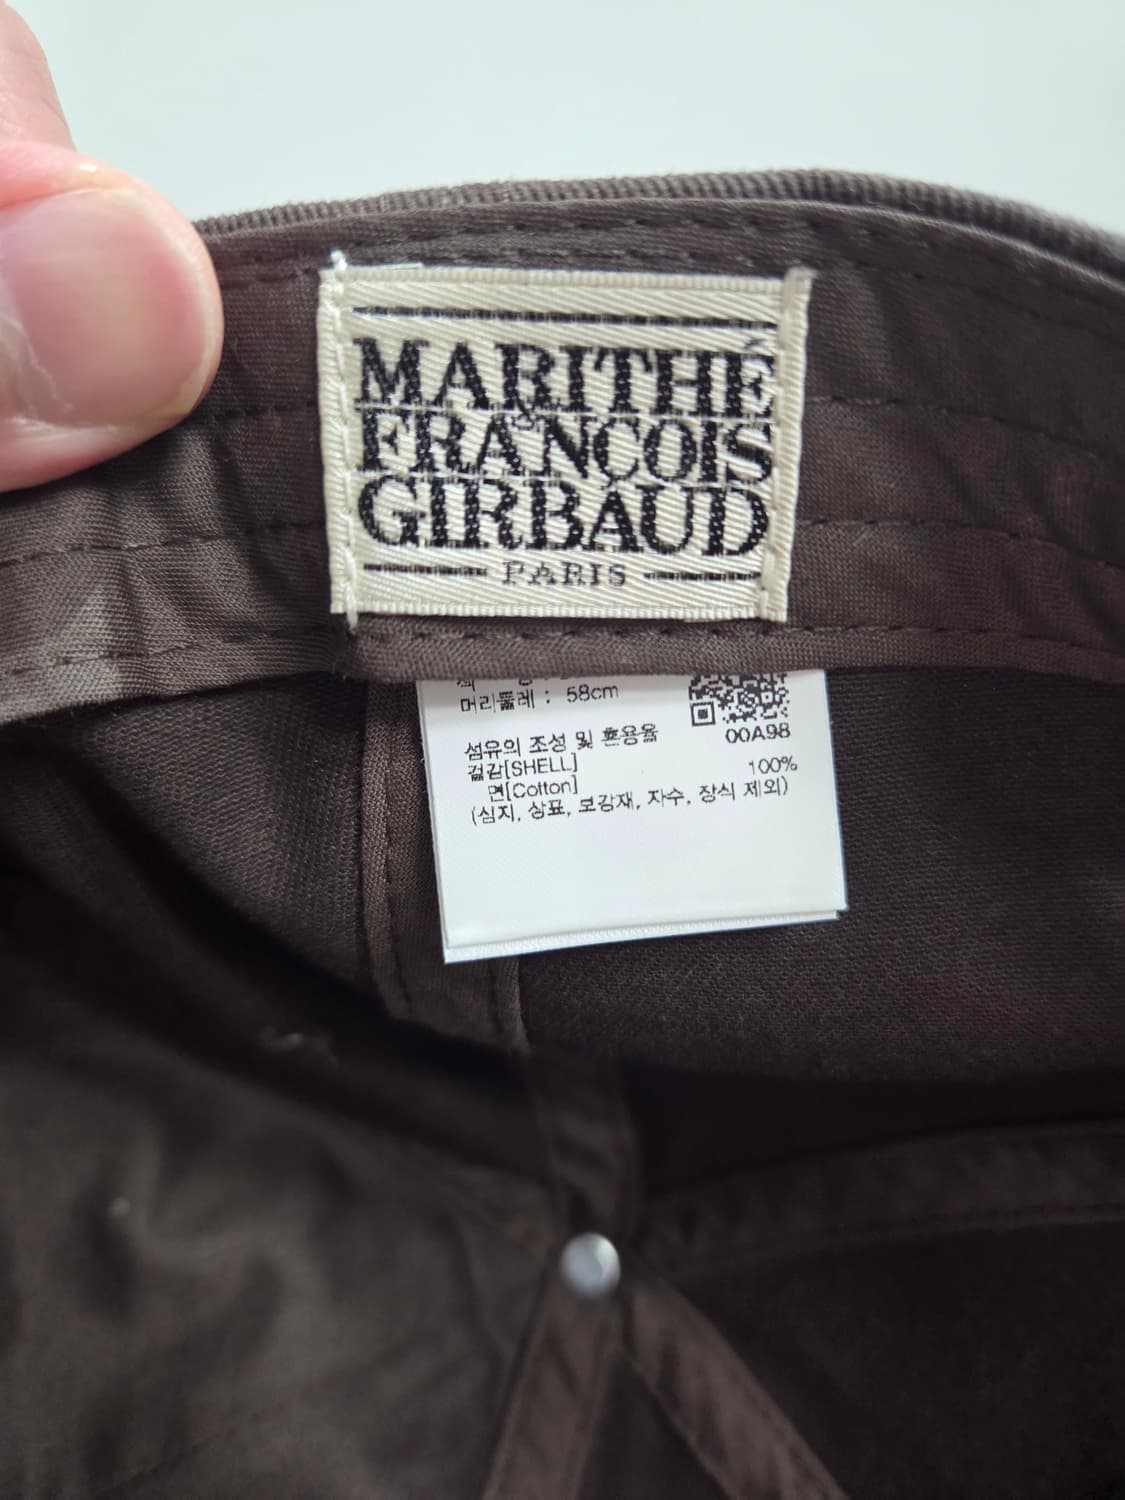 MARITHÉ
FRANÇOIS
GIRBAUD
PARIS
머리둘레 : 58cm
00A98
섬유의 조성 및 혼용율
겉감[SHELL]
면[Cotton] 100%
(심지, 상표, 보강재, 자수, 장식 제외)